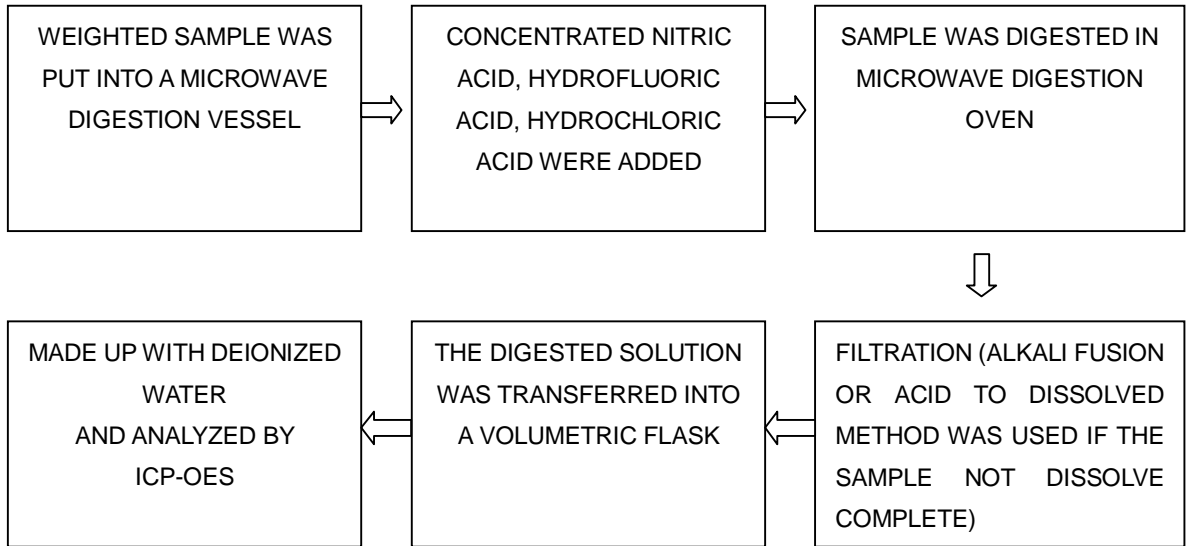 WEIGHTED SAMPLE WAS
PUT INTO A MICROWAVE
DIGESTION VESSEL
CONCENTRATED NITRIC
ACID, HYDROFLUORIC
ACID, HYDROCHLORIC
ACID WERE ADDED
SAMPLE WAS DIGESTED IN
MICROWAVE DIGESTION
OVEN
FILTRATION (ALKALI FUSION
OR ACID TO DISSOLVED
METHOD WAS USED IF THE
SAMPLE NOT DISSOLVE
COMPLETE)
THE DIGESTED SOLUTION
WAS TRANSFERRED INTO
A VOLUMETRIC FLASK
MADE UP WITH DEIONIZED
WATER
AND ANALYZED BY
ICP-OES